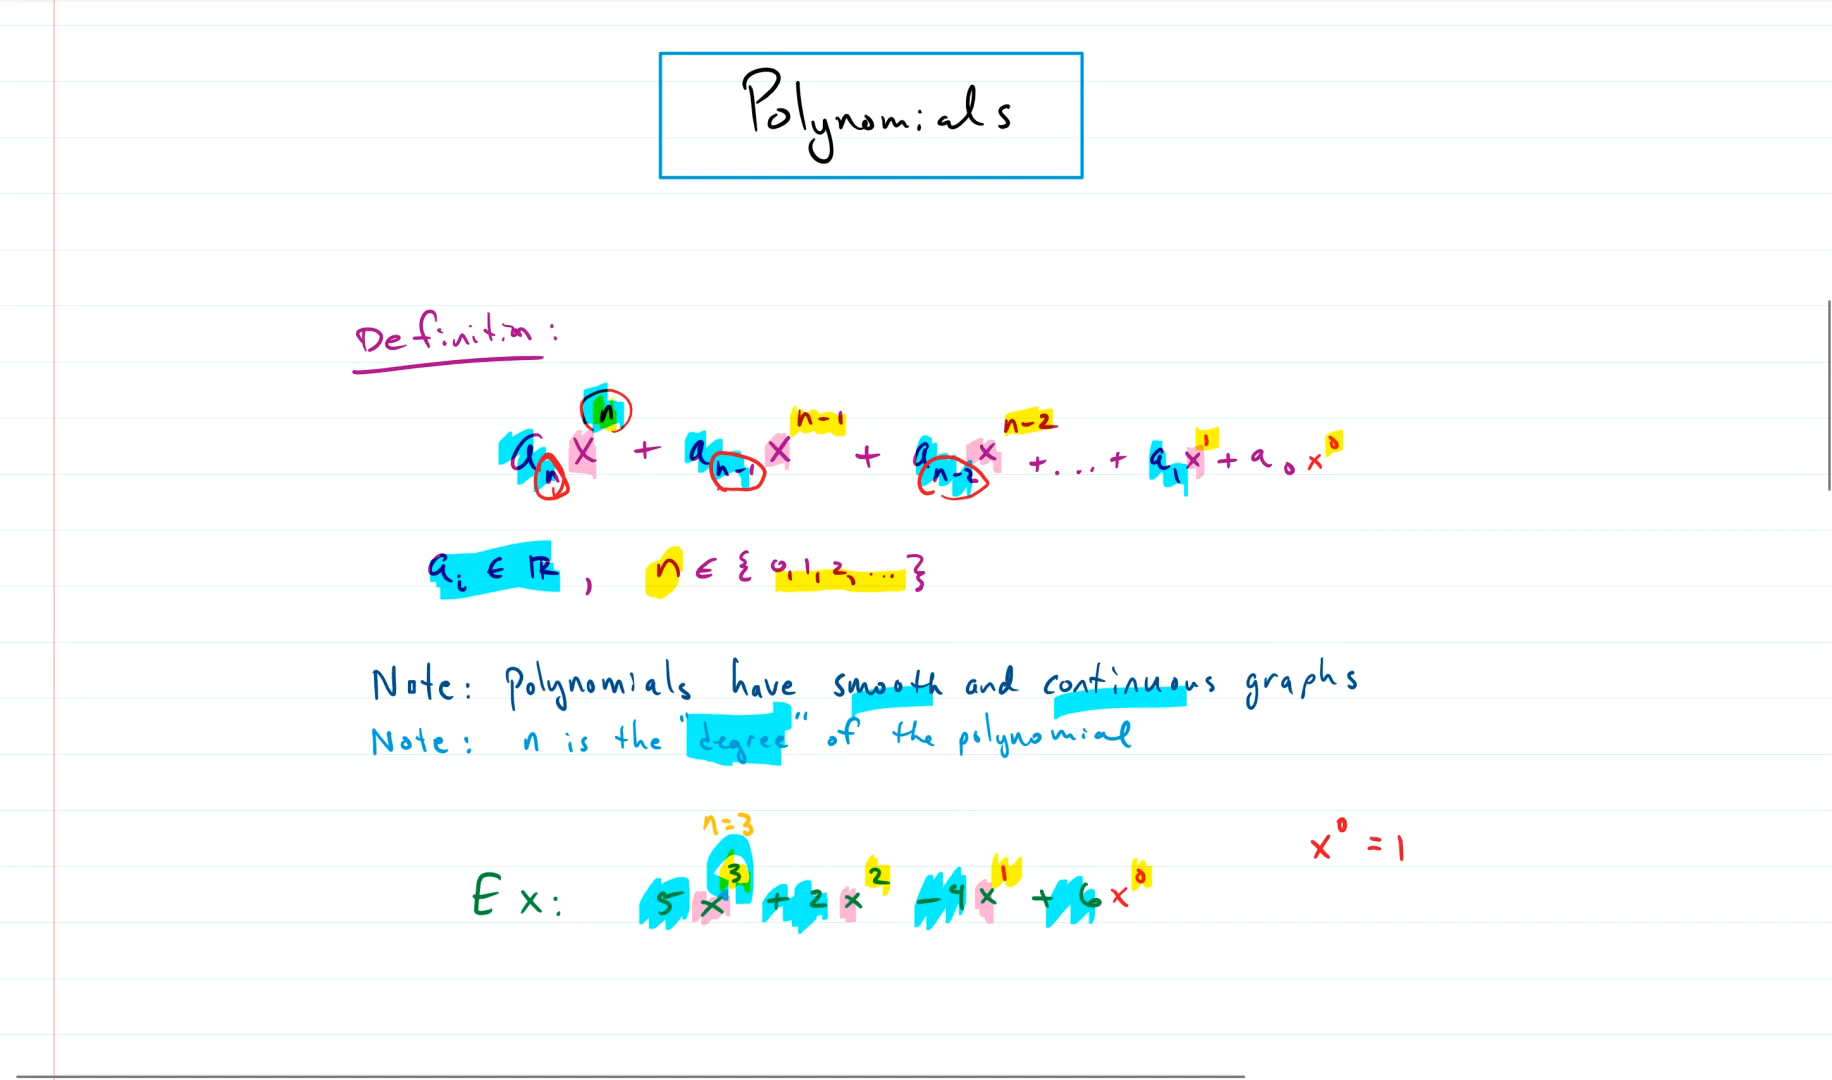 Polynomials
Definition:
aₙxⁿ + aₙ₋₁xⁿ⁻¹ + aₙ₋₂xⁿ⁻² + ... + a₁x¹ + a₀x⁰
aᵢ ∈ ℝ, n ∈ { 0, 1, 2, ... }
Note: Polynomials have smooth and continuous graphs
Note: n is the "degree" of the polynomial
n = 3
x⁰ = 1
Ex: 5x³ + 2x² - 4x¹ + 6x⁰